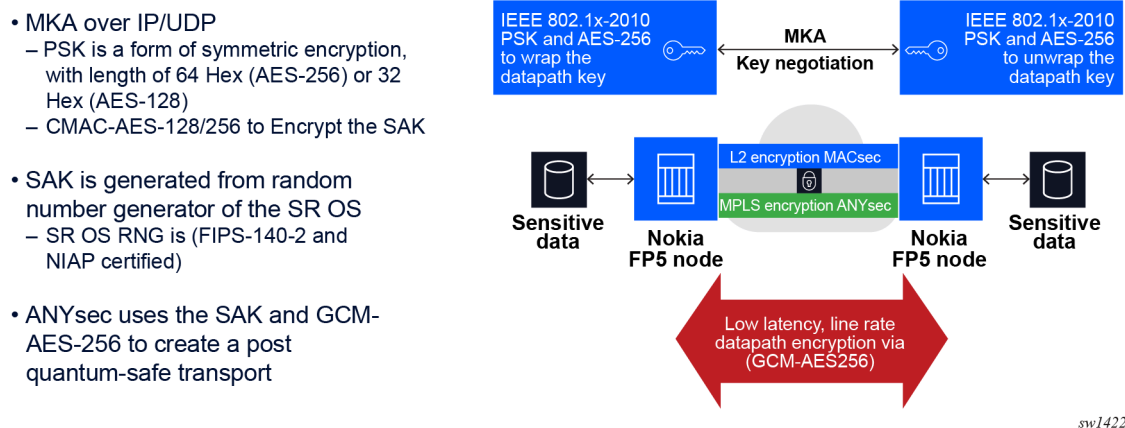 • MKA over IP/UDP
– PSK is a form of symmetric encryption,
with length of 64 Hex (AES-256) or 32
Hex (AES-128)
– CMAC-AES-128/256 to Encrypt the SAK
• SAK is generated from random
number generator of the SR OS
– SR OS RNG is (FIPS-140-2 and
NIAP certified)
• ANYsec uses the SAK and GCM-
AES-256 to create a post
quantum-safe transport
IEEE 802.1x-2010
PSK and AES-256
to wrap the
datapath key
MKA
Key negotiation
IEEE 802.1x-2010
PSK and AES-256
to unwrap the
datapath key
L2 encryption MACsec
MPLS encryption ANYsec
Sensitive
data
Nokia
FP5 node
Nokia
FP5 node
Sensitive
data
Low latency, line rate
datapath encryption via
(GCM-AES256)
sw1422